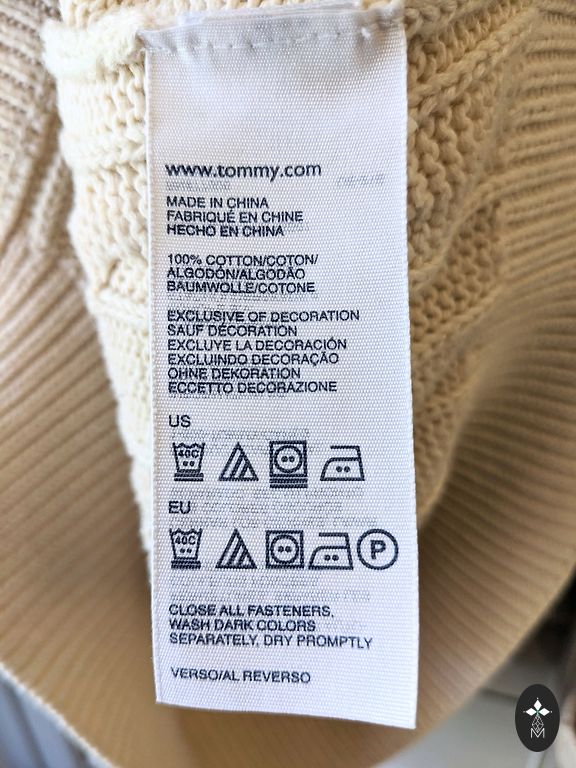 www.tommy.com
MADE IN CHINA
FABRIQUÉ EN CHINE
HECHO EN CHINA
100% COTTON/COTON/
ALGODÓN/ALGODÃO
BAUMWOLLE/COTONE
EXCLUSIVE OF DECORATION
SAUF DÉCORATION
EXCLUYE LA DECORACIÓN
EXCLUINDO DECORAÇÃO
OHNE DEKORATION
ECCETTO DECORAZIONE
US
40C
EU
40C P
CLOSE ALL FASTENERS,
WASH DARK COLORS
SEPARATELY, DRY PROMPTLY
VERSO/AL REVERSO
M